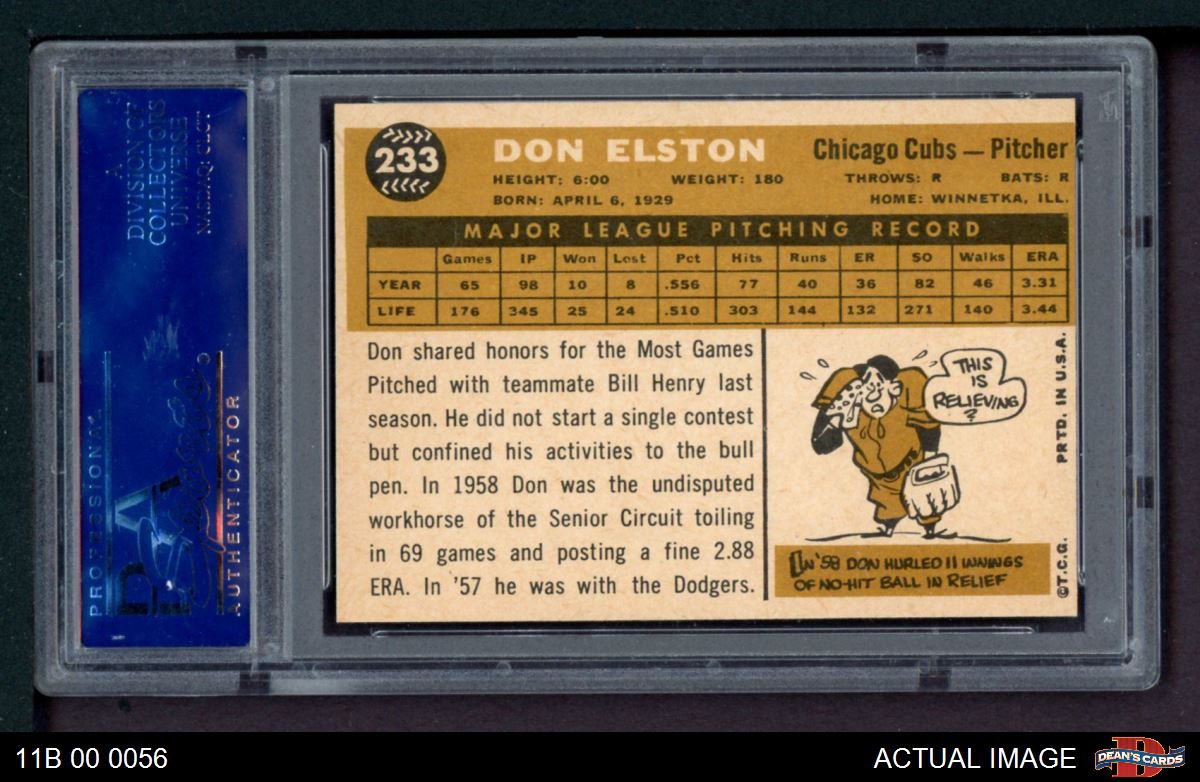 A
DIVISION OF
COLLECTORS
UNIVERSE
NASDAQ: CLCT
PROFESSIONAL
PSA
Sports
AUTHENTICATOR
233
DON ELSTON
Chicago Cubs — Pitcher
HEIGHT: 6:00 WEIGHT: 180 THROWS: R BATS: R
BORN: APRIL 6, 1929 HOME: WINNETKA, ILL.
MAJOR LEAGUE PITCHING RECORD
Games IP Won Lost Pct Hits Runs ER SO Walks ERA
YEAR 65 98 10 8 .556 77 40 36 82 46 3.31
LIFE 176 345 25 24 .510 303 144 132 271 140 3.44
Don shared honors for the Most Games
Pitched with teammate Bill Henry last
season. He did not start a single contest
but confined his activities to the bull
pen. In 1958 Don was the undisputed
workhorse of the Senior Circuit toiling
in 69 games and posting a fine 2.88
ERA. In '57 he was with the Dodgers.
THIS
IS
RELIEVING
?
IN '58 DON HURLED 11 INNINGS
OF NO-HIT BALL IN RELIEF
©T.C.G. PRTD. IN U.S.A.
11B 00 0056
ACTUAL IMAGE
DEAN'S CARDS